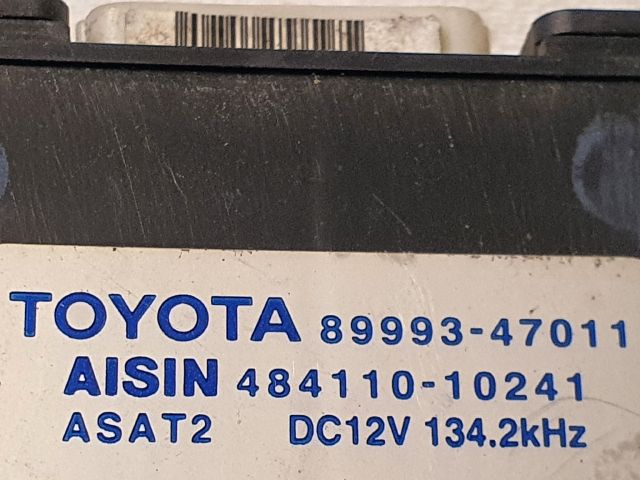 TOYOTA 89993-47011
AISIN 484110-10241
ASAT2 DC12V 134.2kHz